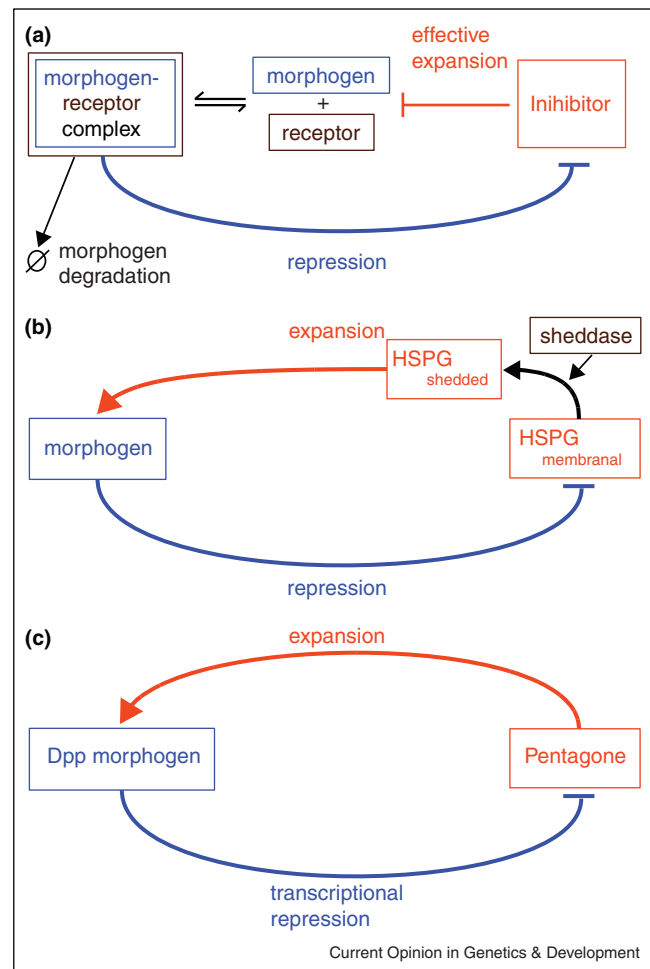 (a)
effective
expansion
morphogen-
receptor
complex
morphogen
+
receptor
Inihibitor
morphogen
degradation
repression
(b)
expansion
HSPG
shedded
sheddase
morphogen
HSPG
membranal
repression
(c)
expansion
Dpp morphogen
Pentagone
transcriptional
repression
Current Opinion in Genetics & Development